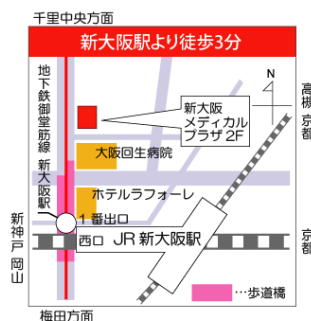 千里中央方面
新大阪駅より徒歩3分
地下鉄御堂筋線 新大阪駅
N
新大阪
メディカル
プラザ 2F
高槻 京都
大阪回生病院
ホテルラフォーレ
1番出口
新神戸 岡山
西口 JR 新大阪駅
京都
…歩道橋
梅田方面